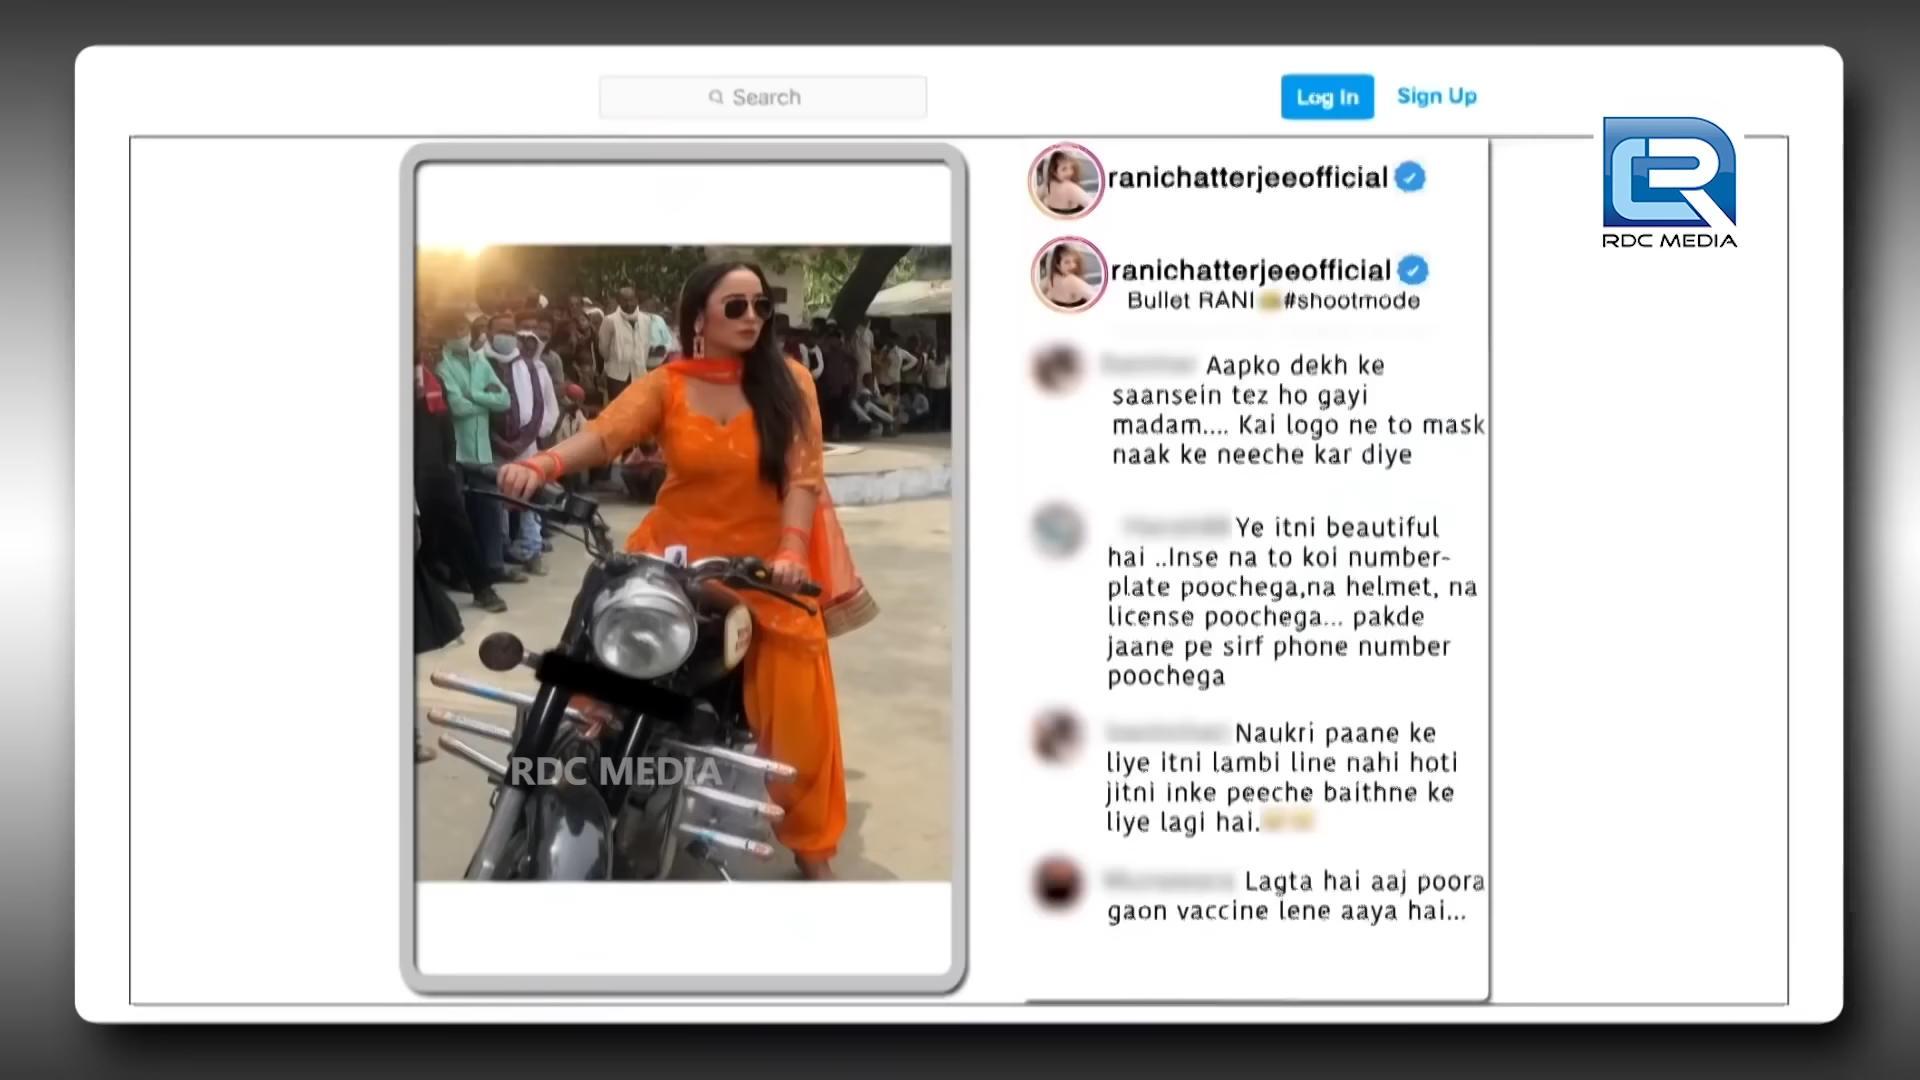 Search
Log In
Sign Up
RDC MEDIA
ranichatterjeeofficial
ranichatterjeeofficial
Bullet RANI #shootmode
Aapko dekh ke
saansein tez ho gayi
madam.... Kai logo ne to mask
naak ke neeche kar diye
Ye itni beautiful
hai ..Inse na to koi number-
plate poochega,na helmet, na
license poochega... pakde
jaane pe sirf phone number
poochega
Naukri paane ke
liye itni lambi line nahi hoti
jitni inke peeche baithne ke
liye lagi hai.
Lagta hai aaj poora
gaon vaccine lene aaya hai...
RDC MEDIA